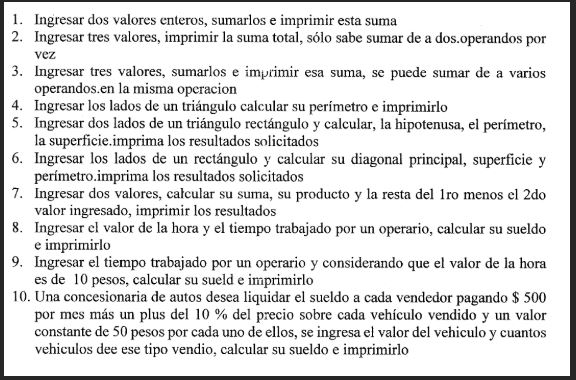 1. Ingresar dos valores enteros, sumarlos e imprimir esta suma
2. Ingresar tres valores, imprimir la suma total, sólo sabe sumar de a dos.operandos por
vez
3. Ingresar tres valores, sumarlos e imprimir esa suma, se puede sumar de a varios
operandos.en la misma operacion
4. Ingresar los lados de un triángulo calcular su perímetro e imprimirlo
5. Ingresar dos lados de un triángulo rectángulo y calcular, la hipotenusa, el perímetro,
la superficie.imprima los resultados solicitados
6. Ingresar los lados de un rectángulo y calcular su diagonal principal, superficie y
perímetro.imprima los resultados solicitados
7. Ingresar dos valores, calcular su suma, su producto y la resta del 1ro menos el 2do
valor ingresado, imprimir los resultados
8. Ingresar el valor de la hora y el tiempo trabajado por un operario, calcular su sueldo
e imprimirlo
9. Ingresar el tiempo trabajado por un operario y considerando que el valor de la hora
es de 10 pesos, calcular su sueld e imprimirlo
10. Una concesionaria de autos desea liquidar el sueldo a cada vendedor pagando $ 500
por mes más un plus del 10 % del precio sobre cada vehículo vendido y un valor
constante de 50 pesos por cada uno de ellos, se ingresa el valor del vehiculo y cuantos
vehiculos dee ese tipo vendio, calcular su sueldo e imprimirlo